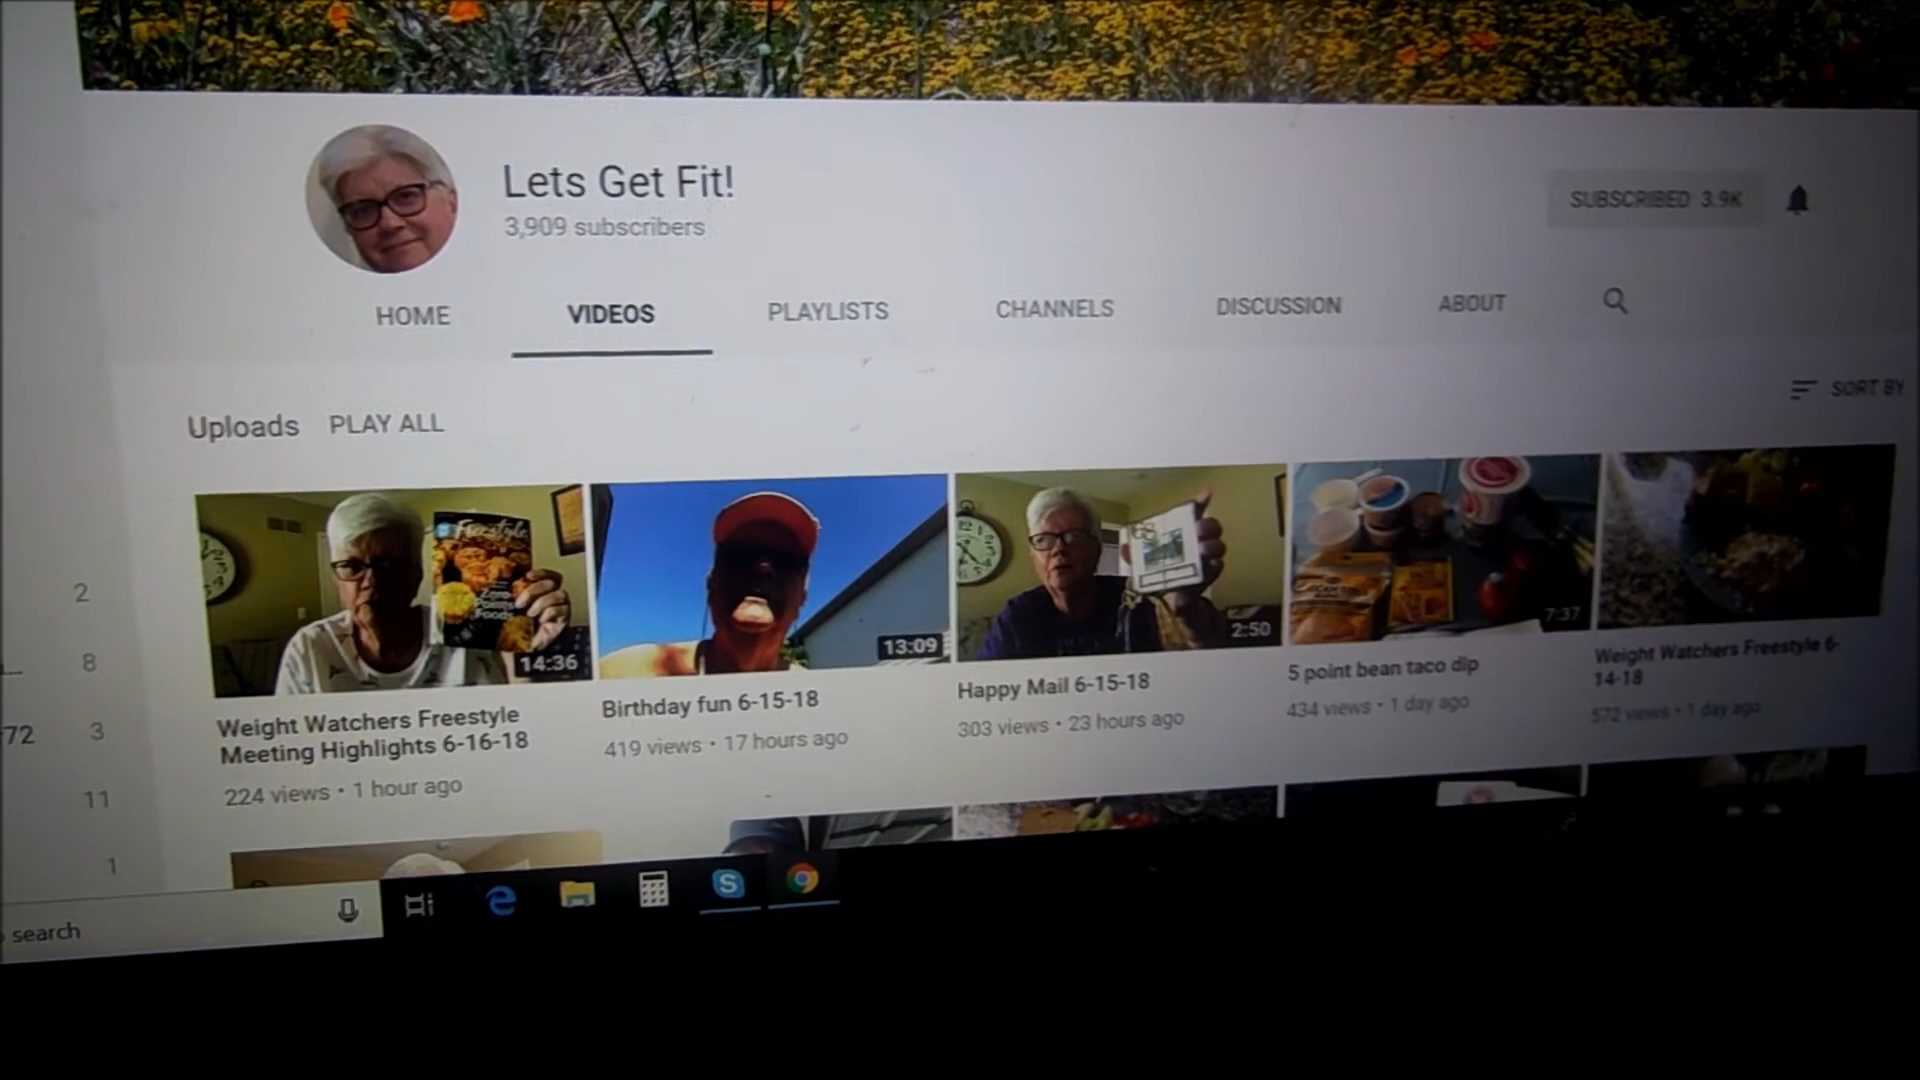 Lets Get Fit!
3,909 subscribers
SUBSCRIBED 3.9K
HOME VIDEOS PLAYLISTS CHANNELS DISCUSSION ABOUT
SORT BY
Uploads PLAY ALL
Freestyle
Zero
Points
Foods
14:36
13:09
2:50
7:37
Weight Watchers Freestyle
Meeting Highlights 6-16-18
224 views • 1 hour ago
Birthday fun 6-15-18
419 views • 17 hours ago
Happy Mail 6-15-18
303 views • 23 hours ago
5 point bean taco dip
434 views • 1 day ago
Weight Watchers Freestyle 6-
14-18
572 views • 1 day ago
2
8
72 3
11
1
search